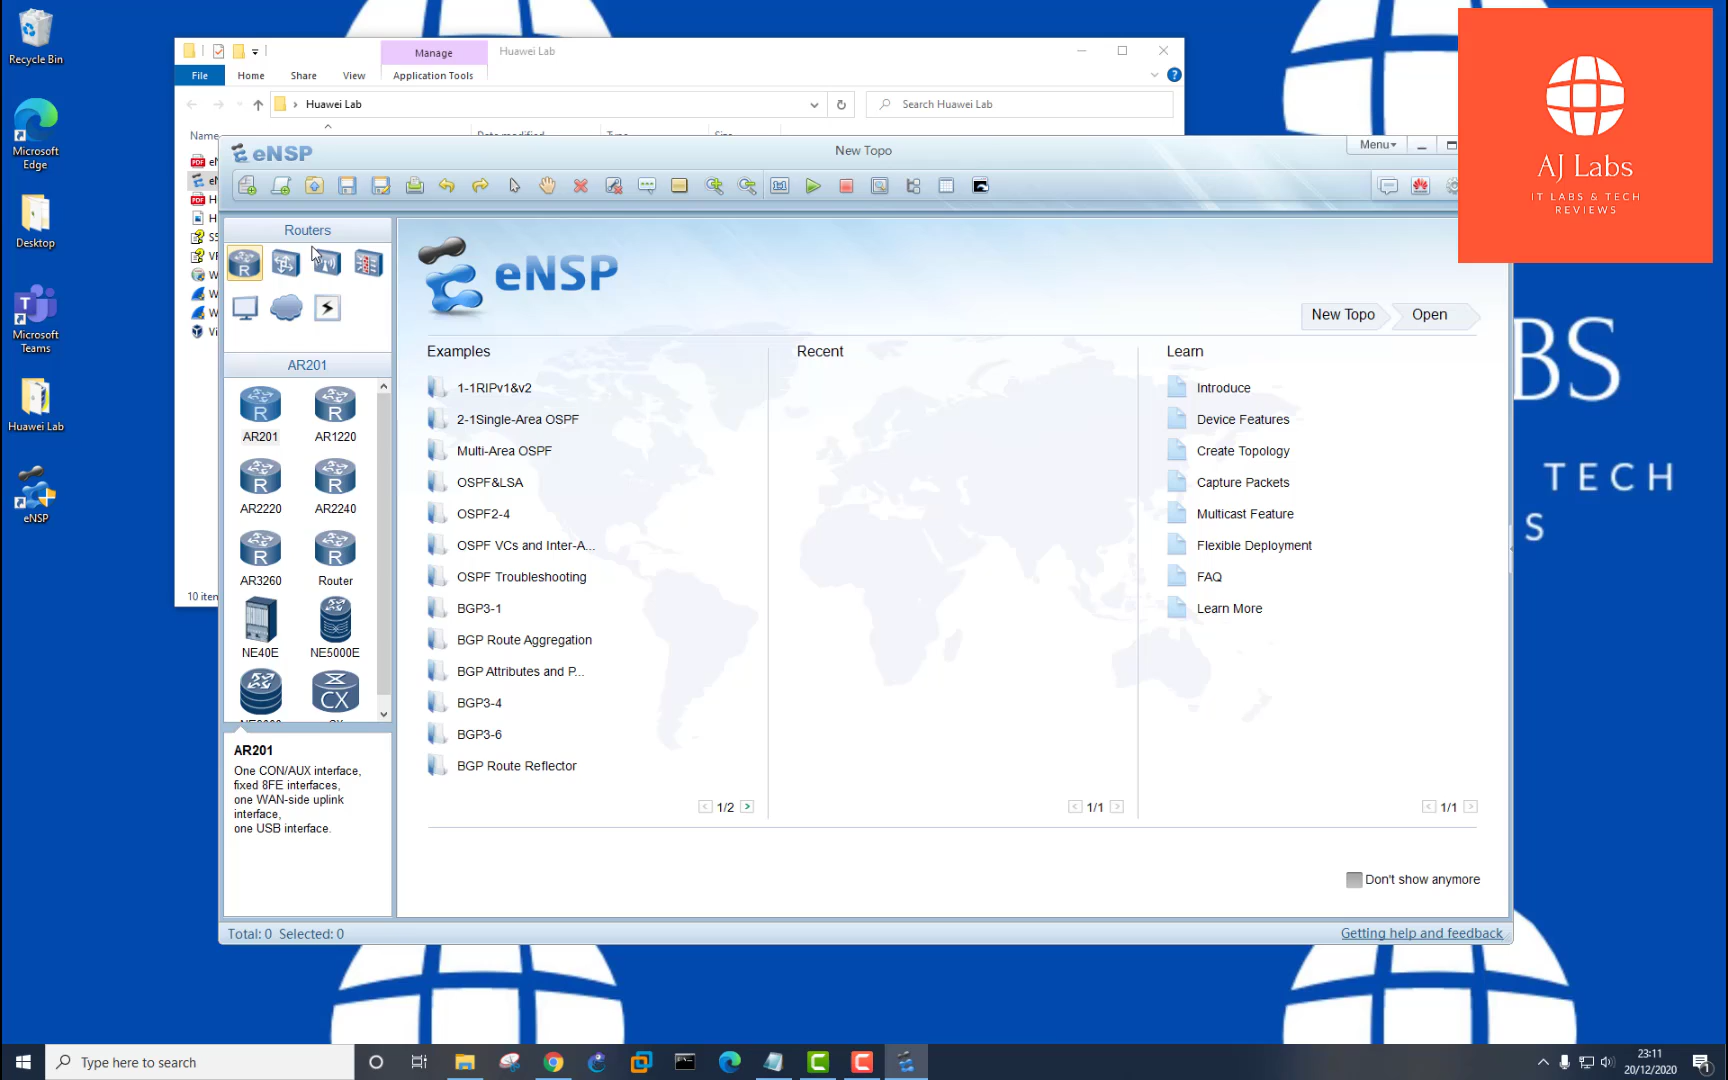 Recycle Bin
Microsoft
Edge
Desktop
Microsoft
Teams
Huawei Lab
eNSP
Manage
Huawei Lab
File
Home
Share
View
Application Tools
Huawei Lab
Search Huawei Lab
Name
Date modified
Type
Size
10 item
eNSP
New Topo
Menu
Routers
AR201
AR201
AR1220
AR2220
AR2240
AR3260
Router
NE40E
NE5000E
CX
AR201
One CON/AUX interface,
fixed 8FE interfaces,
one WAN-side uplink
interface,
one USB interface.
eNSP
New Topo
Open
Examples
1-1RIPv1&v2
2-1Single-Area OSPF
Multi-Area OSPF
OSPF&LSA
OSPF2-4
OSPF VCs and Inter-A...
OSPF Troubleshooting
BGP3-1
BGP Route Aggregation
BGP Attributes and P...
BGP3-4
BGP3-6
BGP Route Reflector
1/2
Recent
1/1
Learn
Introduce
Device Features
Create Topology
Capture Packets
Multicast Feature
Flexible Deployment
FAQ
Learn More
1/1
Don't show anymore
Total: 0 Selected: 0
Getting help and feedback
AJ Labs
IT LABS & TECH
REVIEWS
BS
TECH
S
Type here to search
23:11
20/12/2020
1